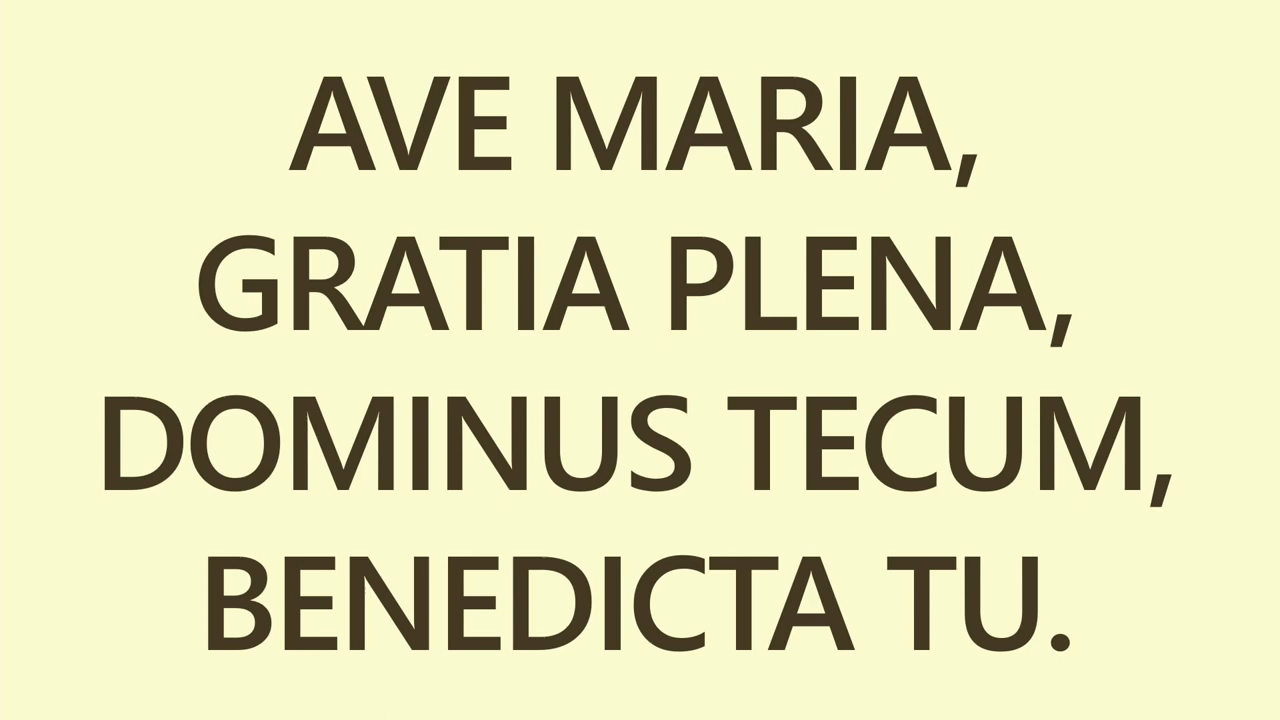 AVE MARIA,
GRATIA PLENA,
DOMINUS TECUM,
BENEDICTA TU.